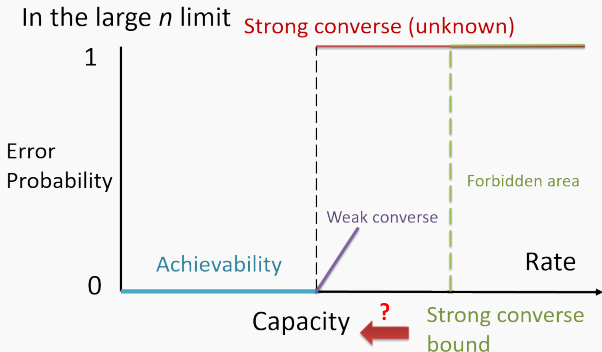 In the large n limit
Strong converse (unknown)
1
Error
Probability
Forbidden area
Weak converse
Achievability
Rate
0
?
Capacity
Strong converse
bound